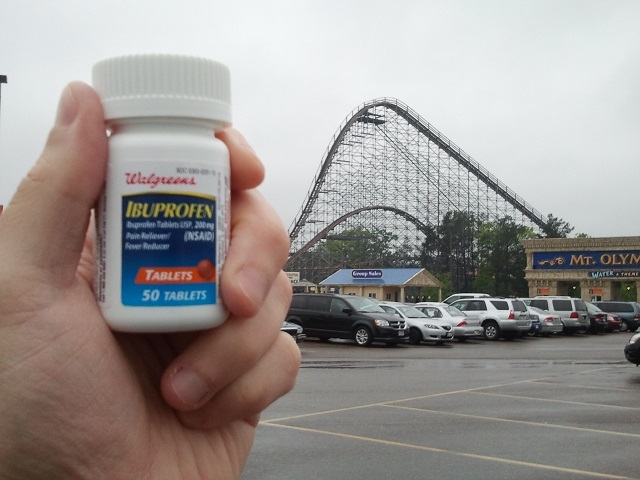 Walgreens
IBUPROFEN
Ibuprofen Tablets USP, 200 mg
Pain Reliever/ (NSAID)
Fever Reducer
TABLETS
50 TABLETS
Group Sales
MT. OLYM
WATER & THEME